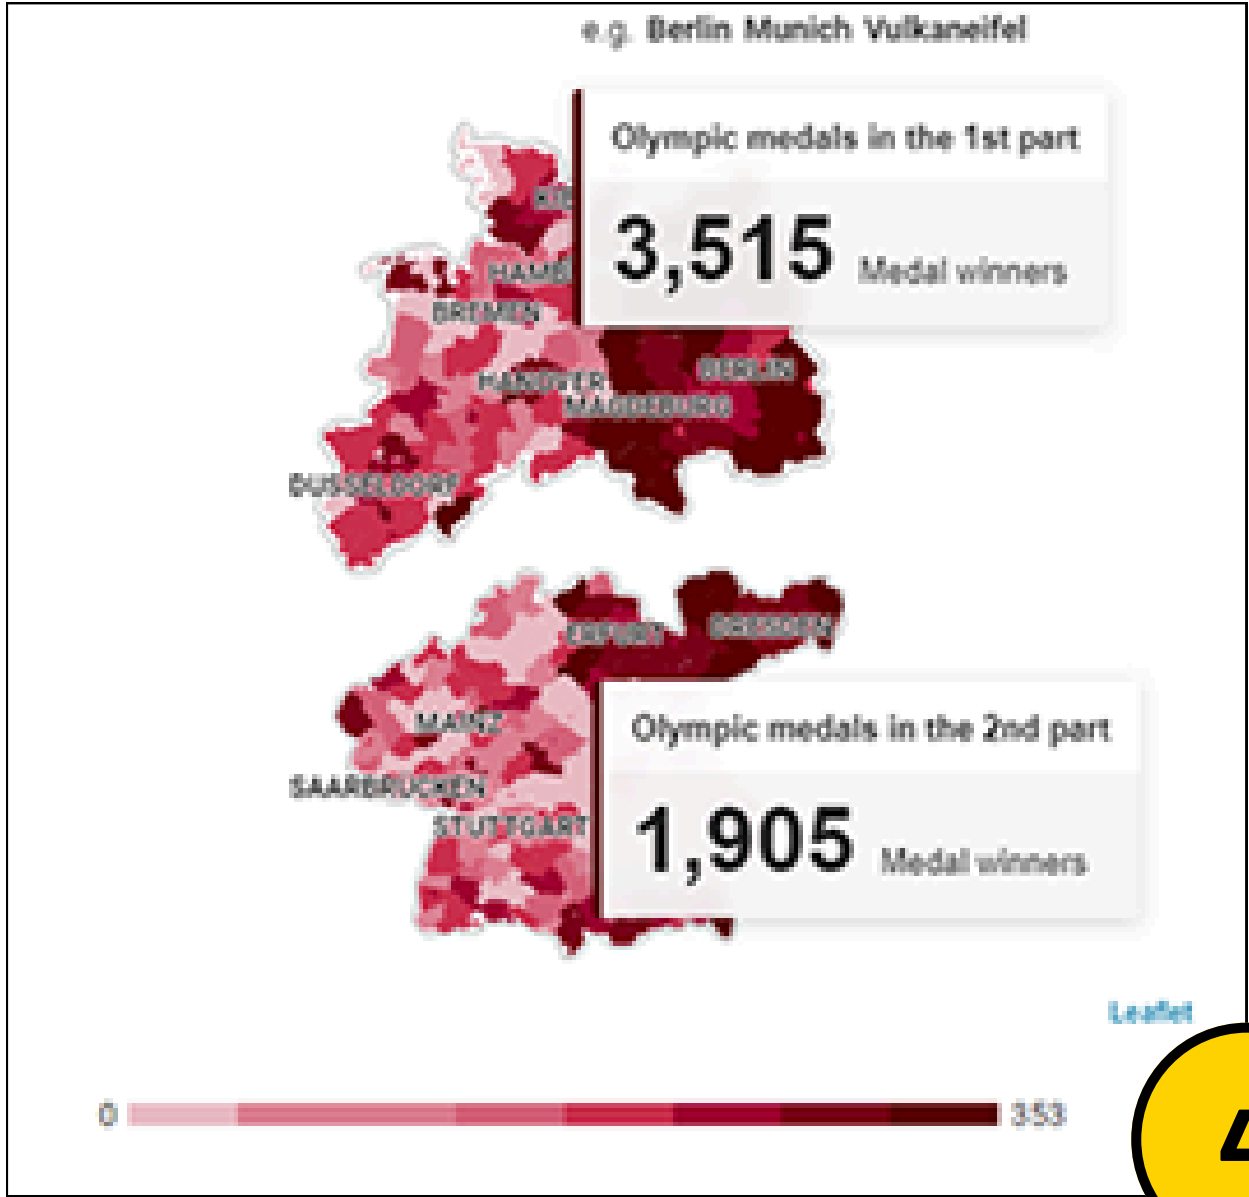 e.g. Berlin Munich Vulkaneifel
Olympic medals in the 1st part
3,515 Medal winners
HAMB
BREMEN
BERLIN
HANOVER
MAGDEBURG
DUSSELDORF
ERFURT
DRESDEN
MAINZ
Olympic medals in the 2nd part
SAARBRUCKEN
STUTTGART
1,905 Medal winners
Leaflet
0
353